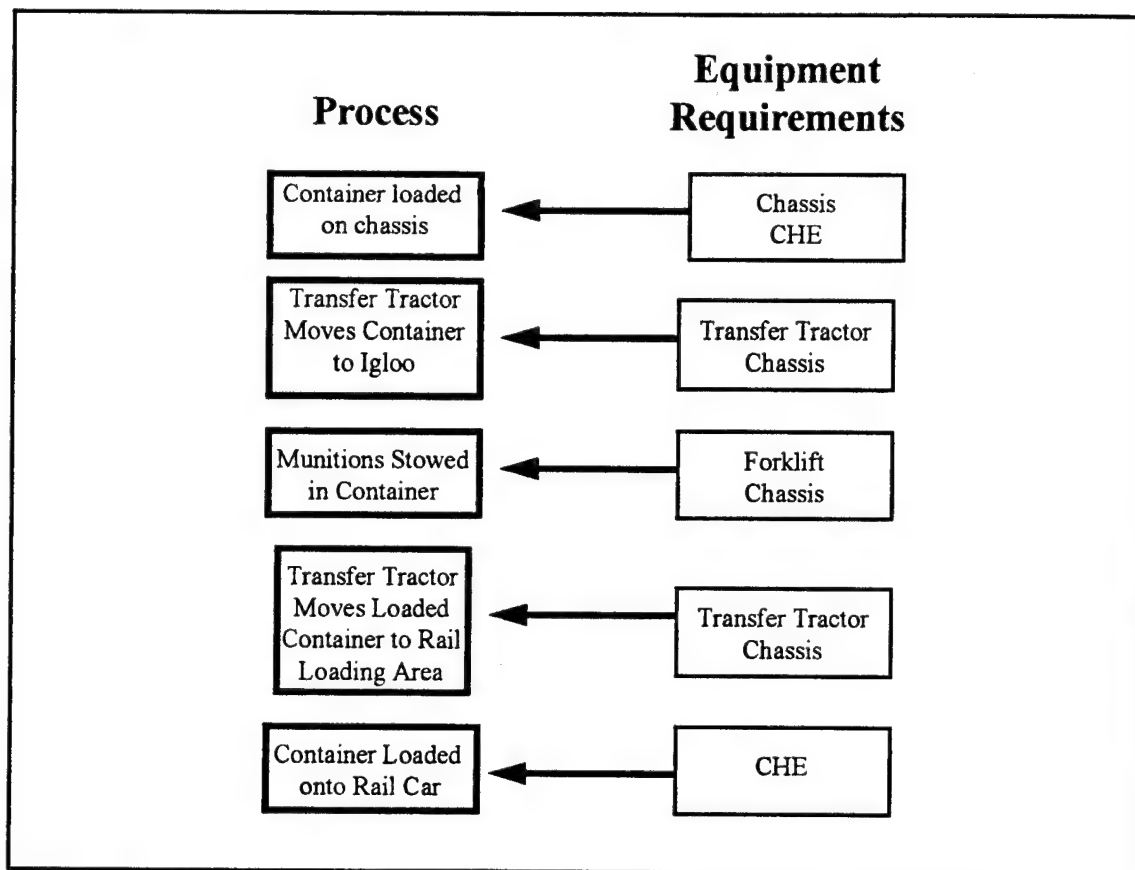 Process
Equipment
Requirements
Container loaded
on chassis
Chassis
CHE
Transfer Tractor
Moves Container
to Igloo
Transfer Tractor
Chassis
Munitions Stowed
in Container
Forklift
Chassis
Transfer Tractor
Moves Loaded
Container to Rail
Loading Area
Transfer Tractor
Chassis
Container Loaded
onto Rail Car
CHE